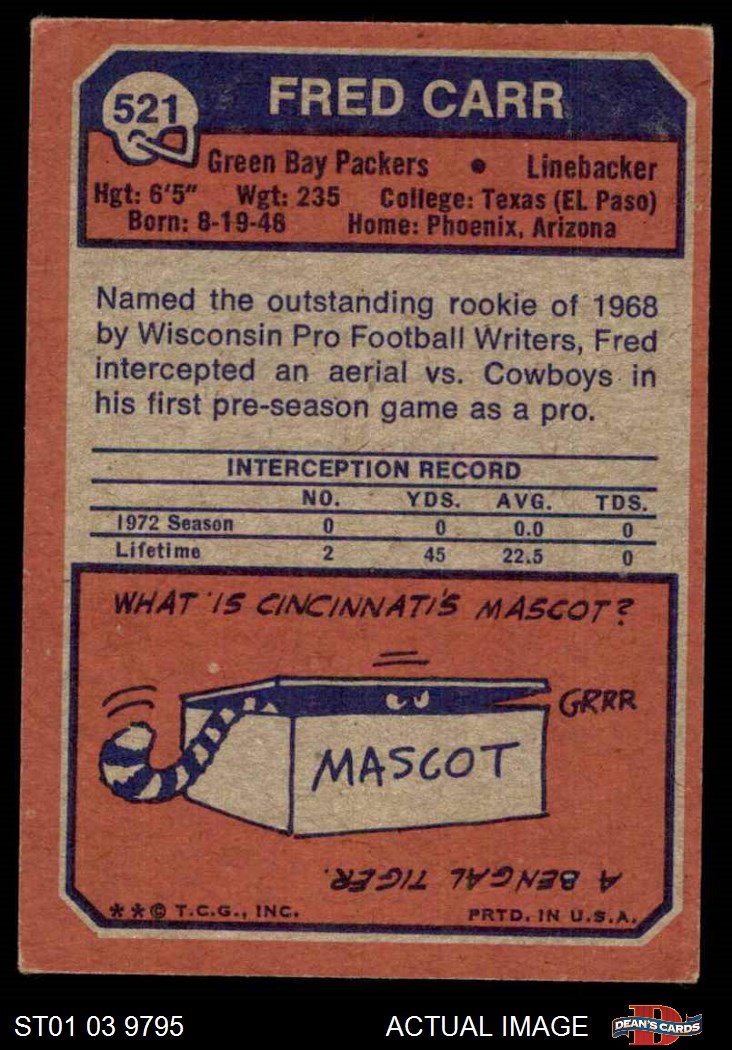 521
FRED CARR
Green Bay Packers • Linebacker
Hgt: 6'5" Wgt: 235 College: Texas (EL Paso)
Born: 8-19-46 Home: Phoenix, Arizona
Named the outstanding rookie of 1968
by Wisconsin Pro Football Writers, Fred
intercepted an aerial vs. Cowboys in
his first pre-season game as a pro.
INTERCEPTION RECORD
NO. YDS. AVG. TDS.
1972 Season 0 0 0.0 0
Lifetime 2 45 22.5 0
WHAT IS CINCINNATI'S MASCOT?
GRRR
MASCOT
A BENGAL TIGER.
**© T.C.G., INC. PRTD. IN U.S.A.
ST01 03 9795 ACTUAL IMAGE
D
DEAN'S CARDS